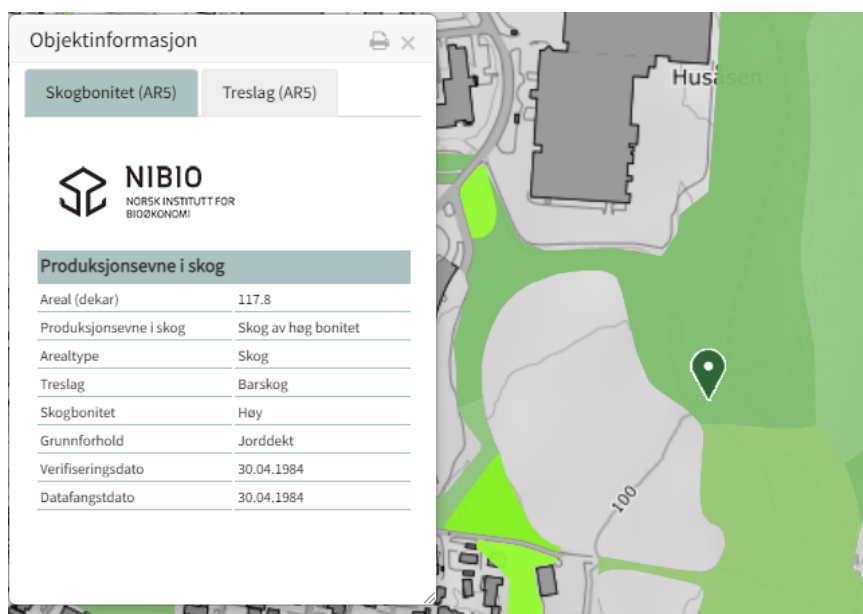 Objektinformasjon
Skogbonitet (AR5)
Treslag (AR5)
NIBIO
NORSK INSTITUTT FOR
BIOØKONOMI
Produksjonsevne i skog
Areal (dekar) 117.8
Produksjonsevne i skog Skog av høg bonitet
Arealtype Skog
Treslag Barskog
Skogbonitet Høy
Grunnforhold Jorddekt
Verifiseringsdato 30.04.1984
Datafangstdato 30.04.1984
Husåsen
100